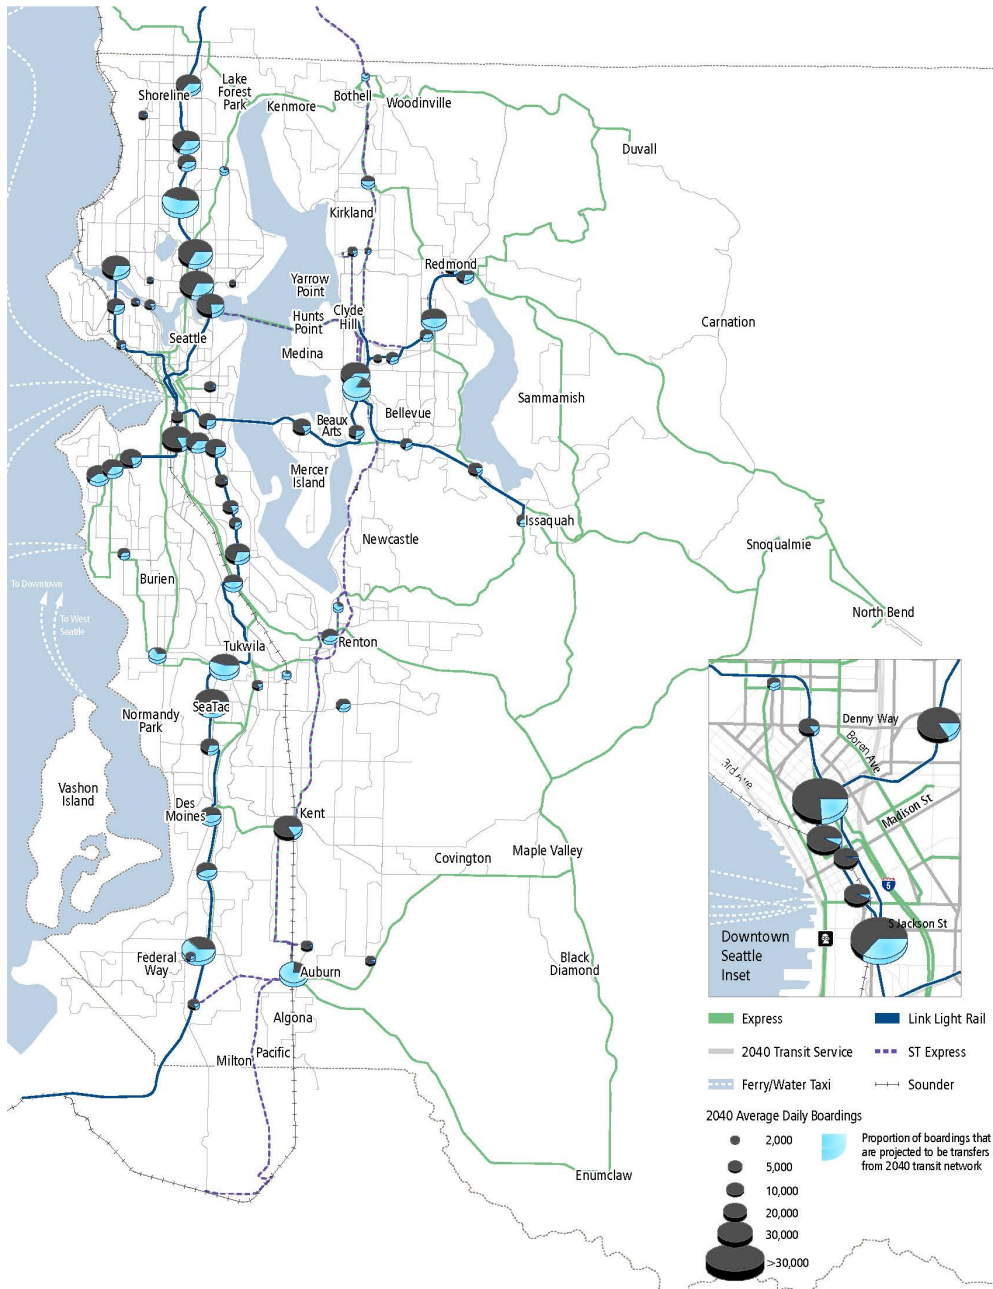 Lake
Forest
Park
Shoreline
Kenmore
Bothell
Woodinville
Duvall
Kirkland
Redmond
Yarrow
Point
Hunts
Point
Clyde
Hill
Carnation
Seattle
Medina
Sammamish
Beaux
Arts
Bellevue
Mercer
Island
Issaquah
Newcastle
Snoqualmie
To Downtown
Burien
To West
Seattle
North Bend
Renton
Tukwila
SeaTac
Normandy
Park
Vashon
Island
Des
Moines
Kent
Covington
Maple Valley
Federal
Way
Auburn
Black
Diamond
Algona
Milton
Pacific
Enumclaw
Denny Way
Boren Ave
3rd Ave
Madison St
5
S Jackson St
Downtown
Seattle
Inset
Express
Link Light Rail
2040 Transit Service
ST Express
Ferry/Water Taxi
Sounder
2040 Average Daily Boardings
2,000
5,000
10,000
20,000
30,000
>30,000
Proportion of boardings that
are projected to be transfers
from 2040 transit network